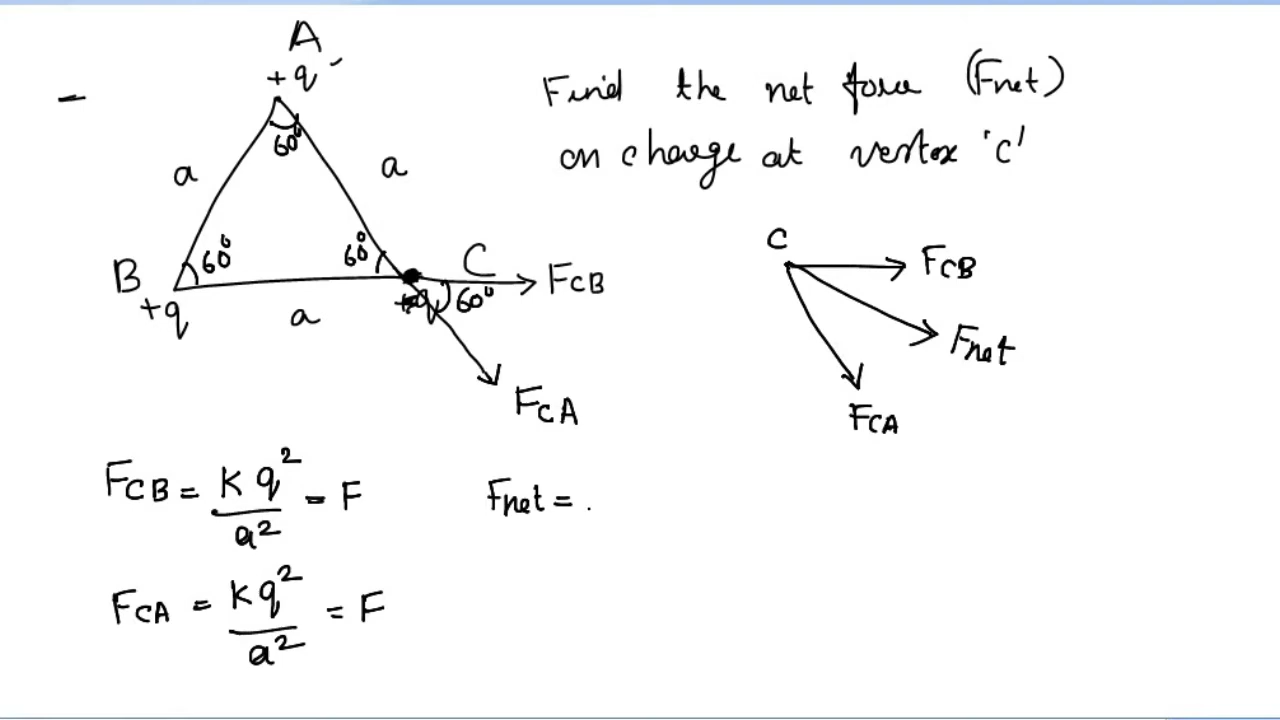 A
+q
60°
a
a
B
60°
60°
C
FCB
+q
a
+q
60°
FCA
Find the net force (Fnet)
on charge at vertex 'C'
C
FCB
Fnet
FCA
FCB = Kq²/a² = F
Fnet = .
FCA = Kq²/a² = F